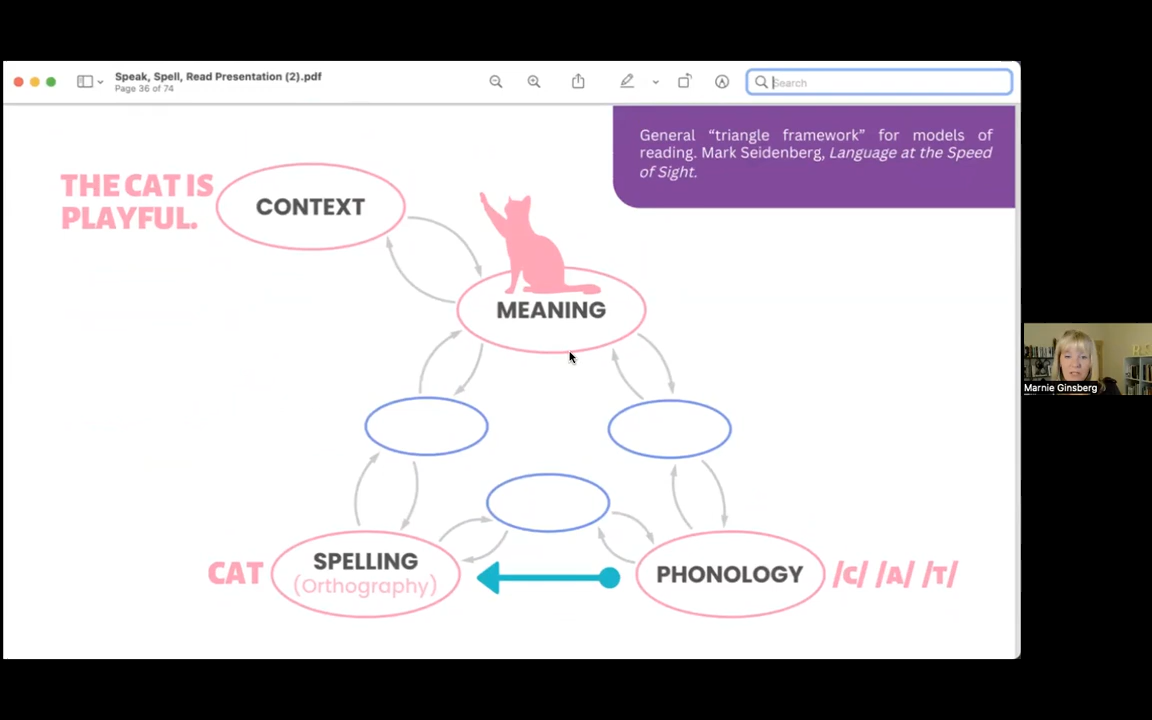 Speak, Spell, Read Presentation (2).pdf
Page 36 of 74
Search
General “triangle framework” for models of
reading. Mark Seidenberg, Language at the Speed
of Sight.
THE CAT IS
PLAYFUL.
CONTEXT
MEANING
CAT
SPELLING
(Orthography)
PHONOLOGY
/C/ /A/ /T/
Marnie Ginsberg